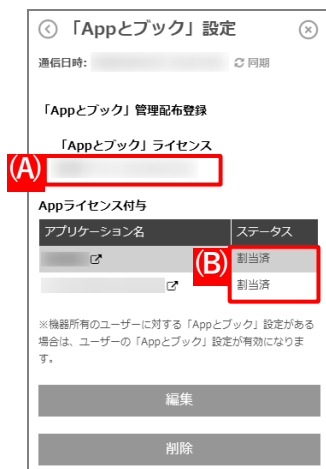 「Appとブック」設定
通信日時: 同期
「Appとブック」管理配布登録
「Appとブック」ライセンス
(A)
Appライセンス付与
アプリケーション名 ステータス
(B) 割当済
割当済
※機器所有のユーザーに対する「Appとブック」設定がある
場合は、ユーザーの「Appとブック」設定が有効になりま
す。
編集
削除